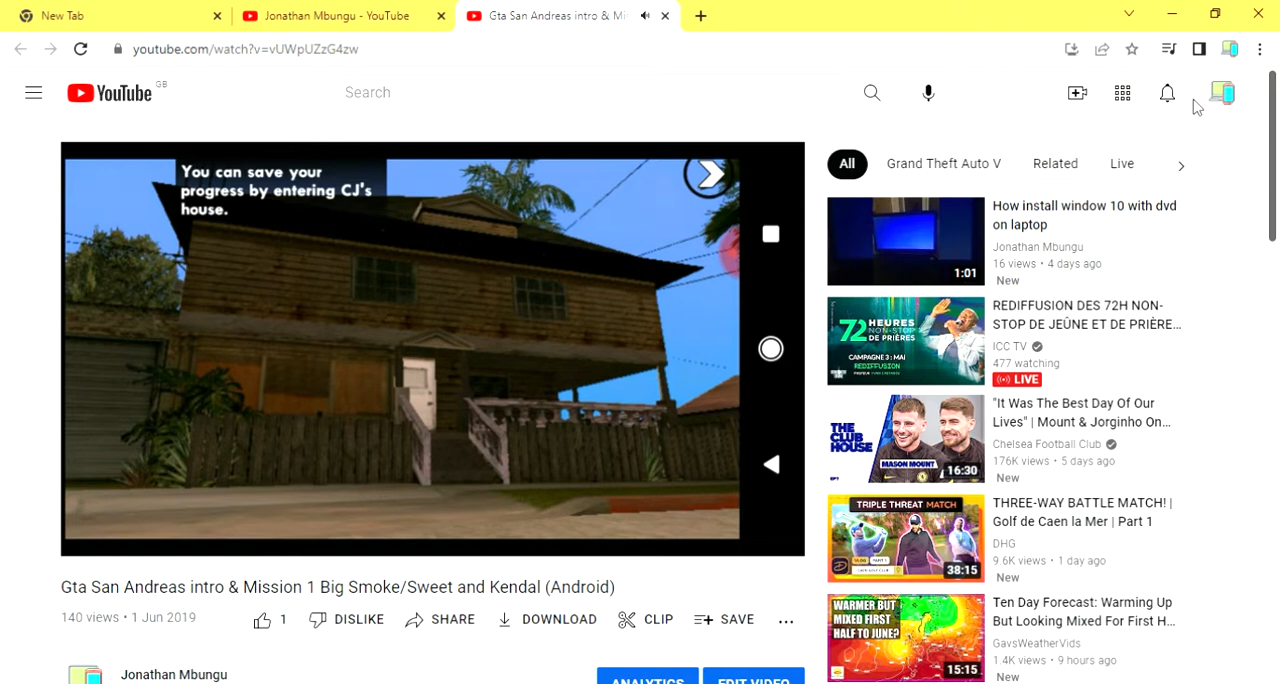 New Tab
Jonathan Mbungu - YouTube
Gta San Andreas intro & Mi
youtube.com/watch?v=vUWpUZzG4zw
YouTube GB
Search
You can save your
progress by entering CJ's
house.
Gta San Andreas intro & Mission 1 Big Smoke/Sweet and Kendal (Android)
140 views • 1 Jun 2019
1
DISLIKE
SHARE
DOWNLOAD
CLIP
SAVE
Jonathan Mbungu
ANALYTICS
EDIT VIDEO
All
Grand Theft Auto V
Related
Live
1:01
How install window 10 with dvd
on laptop
Jonathan Mbungu
16 views • 4 days ago
New
72 HEURES
NON-STOP
DE PRIÈRES
CAMPAGNE 3: MAI
REDIFFUSION
REDIFFUSION DES 72H NON-
STOP DE JEÛNE ET DE PRIÈRE...
ICC TV
477 watching
LIVE
THE
CLUB
HOUSE
MASON MOUNT
16:30
"It Was The Best Day Of Our
Lives" | Mount & Jorginho On...
Chelsea Football Club
176K views • 5 days ago
New
TRIPLE THREAT MATCH
38:15
THREE-WAY BATTLE MATCH! |
Golf de Caen la Mer | Part 1
DHG
9.6K views • 1 day ago
New
WARMER BUT
MIXED FIRST
HALF TO JUNE?
15:15
Ten Day Forecast: Warming Up
But Looking Mixed For First H...
GavsWeatherVids
1.4K views • 9 hours ago
New